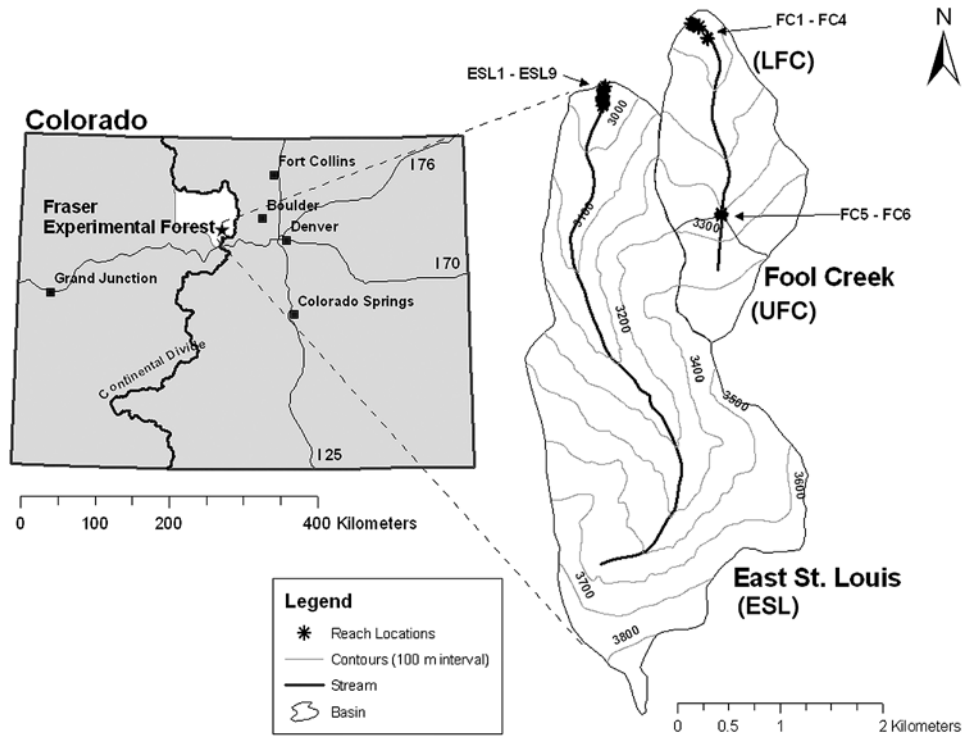 N
FC1 - FC4
(LFC)
ESL1 - ESL9
3000
Colorado
Fort Collins
I 76
Boulder
Fraser
Experimental Forest
Denver
3100
3300
FC5 - FC6
I 70
Grand Junction
Fool Creek
(UFC)
Colorado Springs
3200
Continental Divide
3400
3500
I 25
3600
0 100 200 400 Kilometers
East St. Louis
(ESL)
3700
3800
Legend
Reach Locations
Contours (100 m interval)
Stream
Basin
0 0.5 1 2 Kilometers